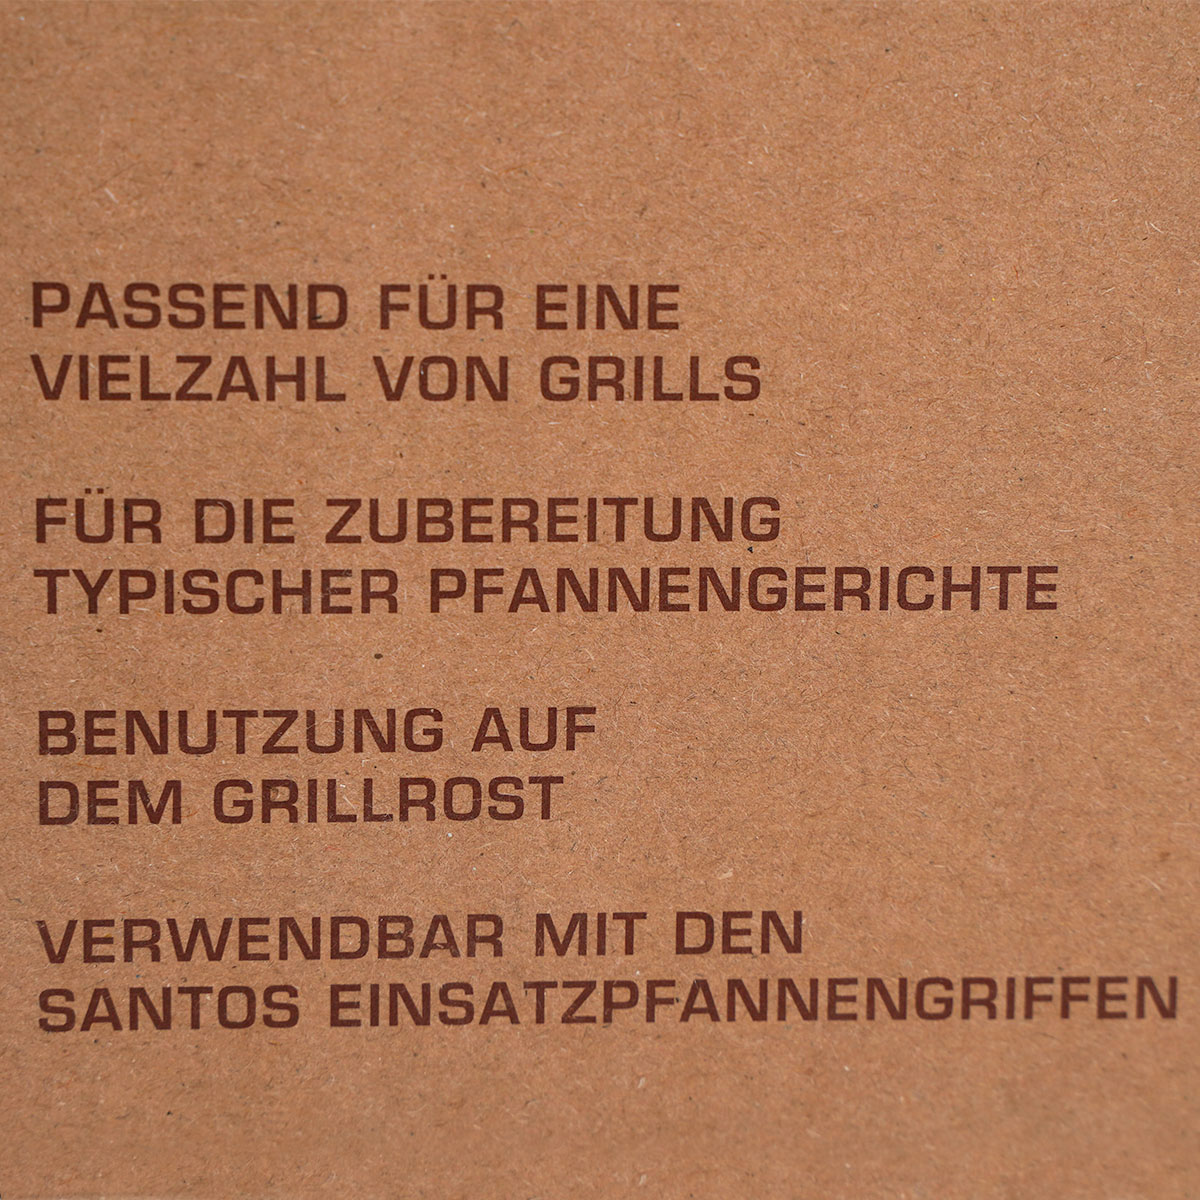 PASSEND FÜR EINE
VIELZAHL VON GRILLS
FÜR DIE ZUBEREITUNG
TYPISCHER PFANNENGERICHTE
BENUTZUNG AUF
DEM GRILLROST
VERWENDBAR MIT DEN
SANTOS EINSATZPFANNENGRIFFEN